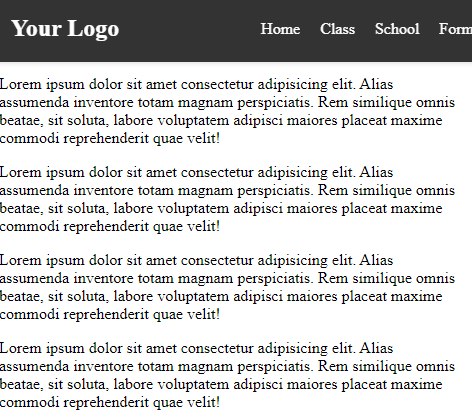 Your Logo
Home Class School Form
Lorem ipsum dolor sit amet consectetur adipisicing elit. Alias
assumenda inventore totam magnam perspiciatis. Rem similique omnis
beatae, sit soluta, labore voluptatem adipisci maiores placeat maxime
commodi reprehenderit quae velit!
Lorem ipsum dolor sit amet consectetur adipisicing elit. Alias
assumenda inventore totam magnam perspiciatis. Rem similique omnis
beatae, sit soluta, labore voluptatem adipisci maiores placeat maxime
commodi reprehenderit quae velit!
Lorem ipsum dolor sit amet consectetur adipisicing elit. Alias
assumenda inventore totam magnam perspiciatis. Rem similique omnis
beatae, sit soluta, labore voluptatem adipisci maiores placeat maxime
commodi reprehenderit quae velit!
Lorem ipsum dolor sit amet consectetur adipisicing elit. Alias
assumenda inventore totam magnam perspiciatis. Rem similique omnis
beatae, sit soluta, labore voluptatem adipisci maiores placeat maxime
commodi reprehenderit quae velit!